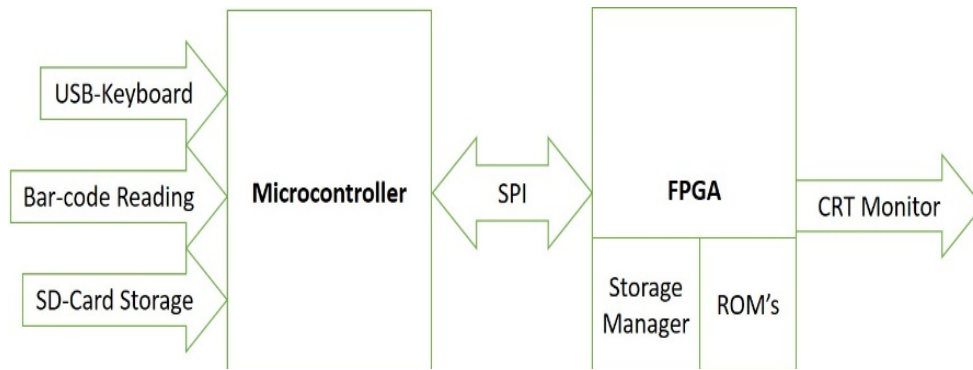 USB-Keyboard
Bar-code Reading
SD-Card Storage
Microcontroller
SPI
FPGA
Storage
Manager
ROM's
CRT Monitor